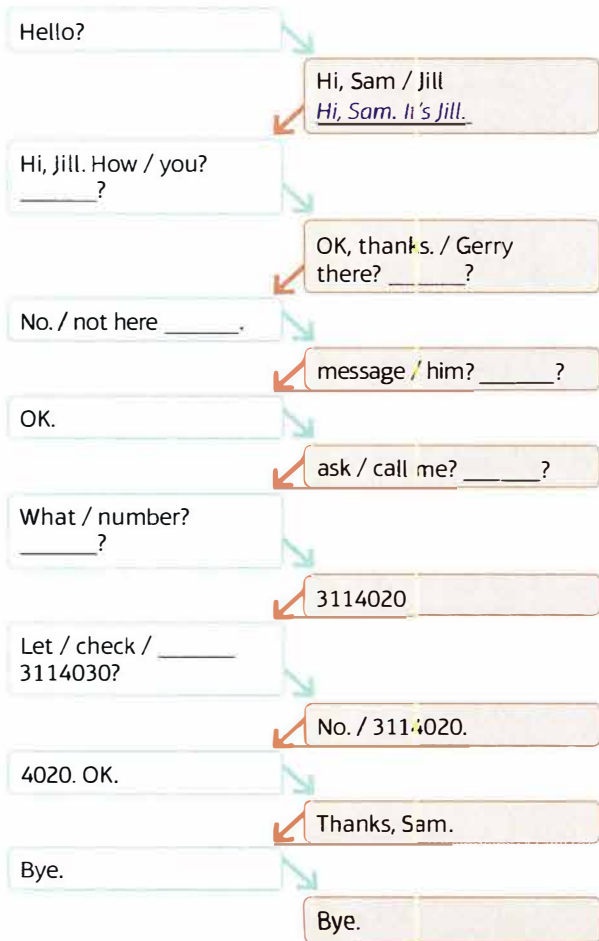 Hello?
Hi, Sam / Jill
Hi, Sam. It's Jill.
Hi, Jill. How / you?
______?
OK, thanks. / Gerry
there? ______?
No. / not here ______.
message / him? ______?
OK.
ask / call me? ______?
What / number?
______?
3114020
Let / check / ______
3114030?
No. / 3114020.
4020. OK.
Thanks, Sam.
Bye.
Bye.